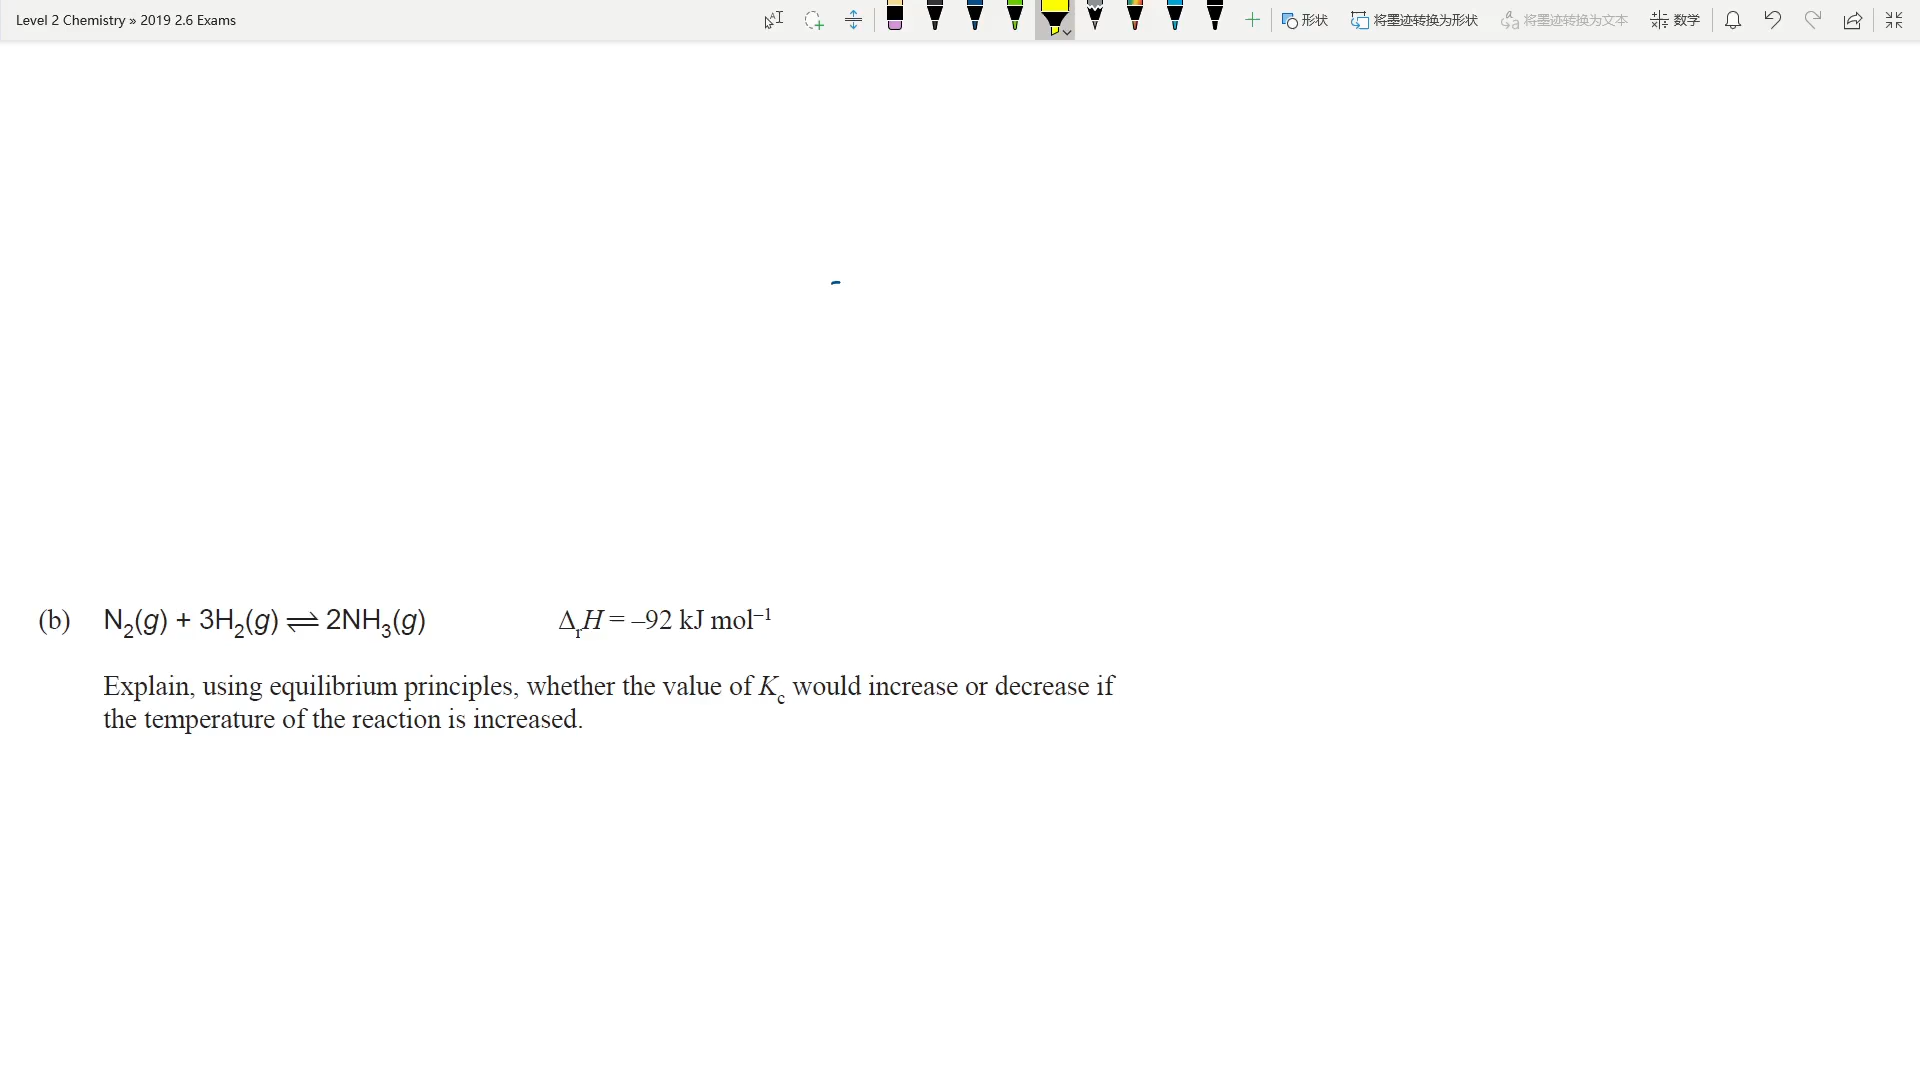 Level 2 Chemistry » 2019 2.6 Exams
形状
将墨迹转换为形状
将墨迹转换为文本
数学
(b) N₂(g) + 3H₂(g) ⇌ 2NH₃(g) ΔᵣH = –92 kJ mol⁻¹
Explain, using equilibrium principles, whether the value of K_c would increase or decrease if
the temperature of the reaction is increased.